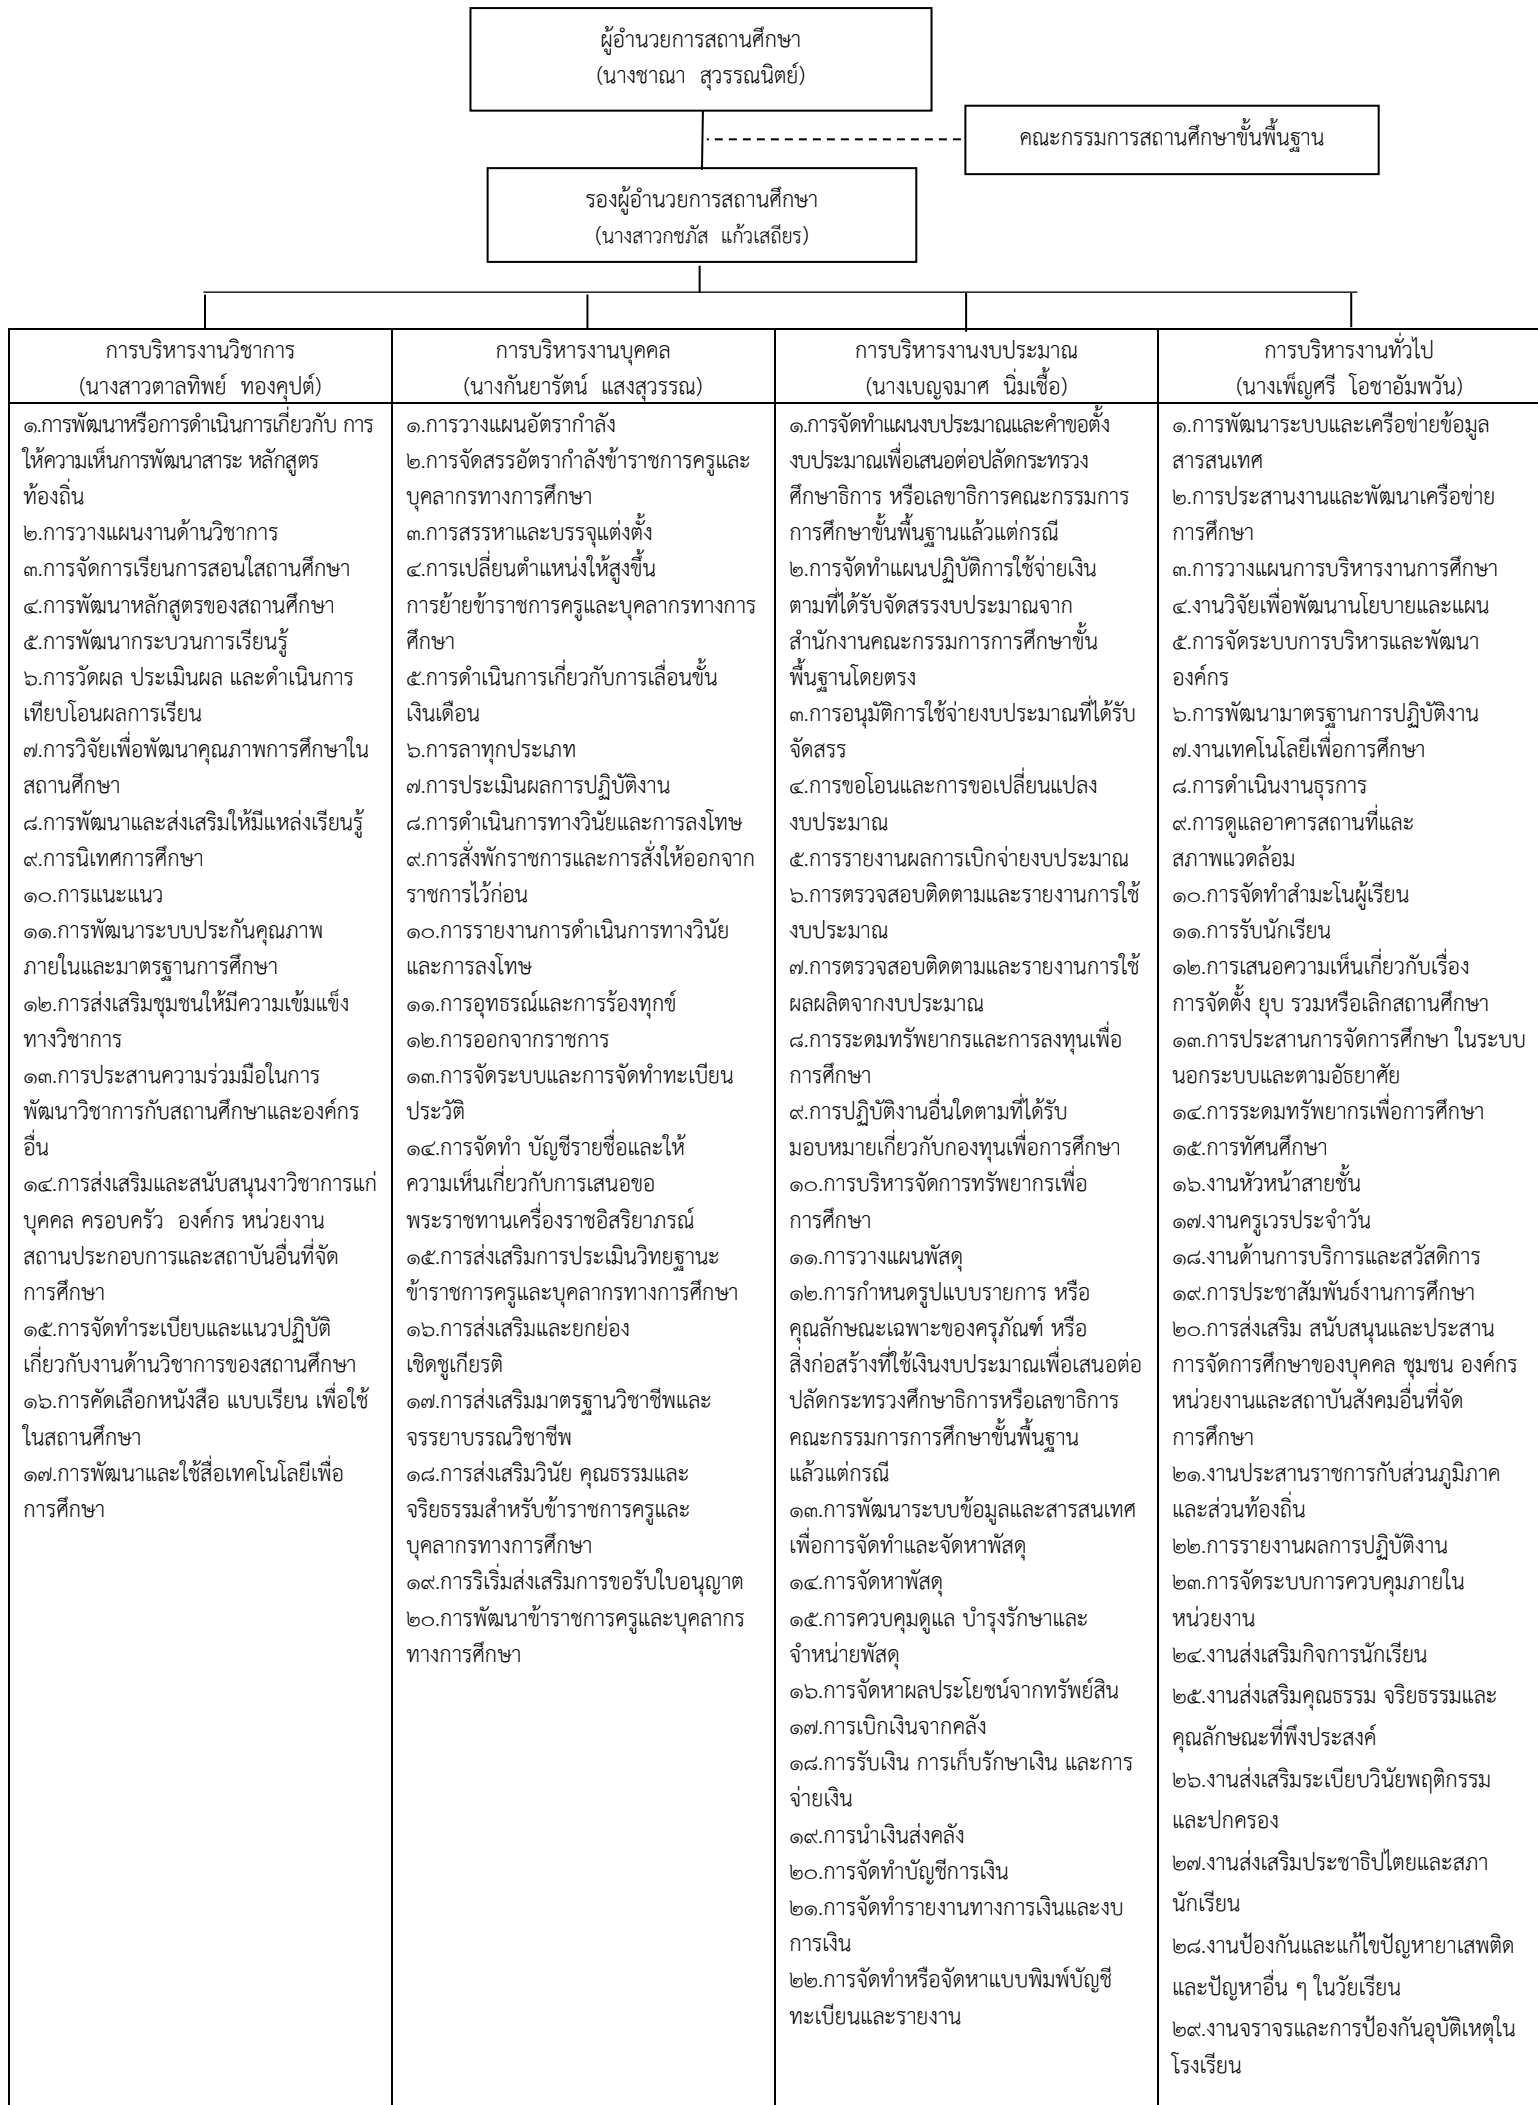 ผู้อำนวยการสถานศึกษา
(นางชาณา  สุวรรณนิตย์)
คณะกรรมการสถานศึกษาขั้นพื้นฐาน
รองผู้อำนวยการสถานศึกษา
(นางสาวกชภัส  แก้วเสถียร)
การบริหารงานวิชาการ
(นางสาวตาลทิพย์  ทองคุปต์)
๑.การพัฒนาหรือการดำเนินการเกี่ยวกับ การ
ให้ความเห็นการพัฒนาสาระ หลักสูตร
ท้องถิ่น
๒.การวางแผนงานด้านวิชาการ
๓.การจัดการเรียนการสอนใสถานศึกษา
๔.การพัฒนาหลักสูตรของสถานศึกษา
๕.การพัฒนากระบวนการเรียนรู้
๖.การวัดผล ประเมินผล และดำเนินการ
เทียบโอนผลการเรียน
๗.การวิจัยเพื่อพัฒนาคุณภาพการศึกษาใน
สถานศึกษา
๘.การพัฒนาและส่งเสริมให้มีแหล่งเรียนรู้
๙.การนิเทศการศึกษา
๑๐.การแนะแนว
๑๑.การพัฒนาระบบประกันคุณภาพ
ภายในและมาตรฐานการศึกษา
๑๒.การส่งเสริมชุมชนให้มีความเข้มแข็ง
ทางวิชาการ
๑๓.การประสานความร่วมมือในการ
พัฒนาวิชาการกับสถานศึกษาและองค์กร
อื่น
๑๔.การส่งเสริมและสนับสนุนงาวิชาการแก่
บุคคล ครอบครัว  องค์กร หน่วยงาน
สถานประกอบการและสถาบันอื่นที่จัด
การศึกษา
๑๕.การจัดทำระเบียบและแนวปฏิบัติ
เกี่ยวกับงานด้านวิชาการของสถานศึกษา
๑๖.การคัดเลือกหนังสือ แบบเรียน เพื่อใช้
ในสถานศึกษา
๑๗.การพัฒนาและใช้สื่อเทคโนโลยีเพื่อ
การศึกษา
การบริหารงานบุคคล
(นางกันยารัตน์  แสงสุวรรณ)
๑.การวางแผนอัตรากำลัง
๒.การจัดสรรอัตรากำลังข้าราชการครูและ
บุคลากรทางการศึกษา
๓.การสรรหาและบรรจุแต่งตั้ง
๔.การเปลี่ยนตำแหน่งให้สูงขึ้น
การย้ายข้าราชการครูและบุคลากรทางการ
ศึกษา
๕.การดำเนินการเกี่ยวกับการเลื่อนขั้น
เงินเดือน
๖.การลาทุกประเภท
๗.การประเมินผลการปฏิบัติงาน
๘.การดำเนินการทางวินัยและการลงโทษ
๙.การสั่งพักราชการและการสั่งให้ออกจาก
ราชการไว้ก่อน
๑๐.การรายงานการดำเนินการทางวินัย
และการลงโทษ
๑๑.การอุทธรณ์และการร้องทุกข์
๑๒.การออกจากราชการ
๑๓.การจัดระบบและการจัดทำทะเบียน
ประวัติ
๑๔.การจัดทำ บัญชีรายชื่อและให้
ความเห็นเกี่ยวกับการเสนอขอ
พระราชทานเครื่องราชอิสริยาภรณ์
๑๕.การส่งเสริมการประเมินวิทยฐานะ
ข้าราชการครูและบุคลากรทางการศึกษา
๑๖.การส่งเสริมและยกย่อง
เชิดชูเกียรติ
๑๗.การส่งเสริมมาตรฐานวิชาชีพและ
จรรยาบรรณวิชาชีพ
๑๘.การส่งเสริมวินัย คุณธรรมและ
จริยธรรมสำหรับข้าราชการครูและ
บุคลากรทางการศึกษา
๑๙.การริเริ่มส่งเสริมการขอรับใบอนุญาต
๒๐.การพัฒนาข้าราชการครูและบุคลากร
ทางการศึกษา
การบริหารงานงบประมาณ
(นางเบญจมาศ  นิ่มเชื้อ)
๑.การจัดทำแผนงบประมาณและคำขอตั้ง
งบประมาณเพื่อเสนอต่อปลัดกระทรวง
ศึกษาธิการ หรือเลขาธิการคณะกรรมการ
การศึกษาขั้นพื้นฐานแล้วแต่กรณี
๒.การจัดทำแผนปฏิบัติการใช้จ่ายเงิน
ตามที่ได้รับจัดสรรงบประมาณจาก
สำนักงานคณะกรรมการการศึกษาขั้น
พื้นฐานโดยตรง
๓.การอนุมัติการใช้จ่ายงบประมาณที่ได้รับ
จัดสรร
๔.การขอโอนและการขอเปลี่ยนแปลง
งบประมาณ
๕.การรายงานผลการเบิกจ่ายงบประมาณ
๖.การตรวจสอบติดตามและรายงานการใช้
งบประมาณ
๗.การตรวจสอบติดตามและรายงานการใช้
ผลผลิตจากงบประมาณ
๘.การระดมทรัพยากรและการลงทุนเพื่อ
การศึกษา
๙.การปฏิบัติงานอื่นใดตามที่ได้รับ
มอบหมายเกี่ยวกับกองทุนเพื่อการศึกษา
๑๐.การบริหารจัดการทรัพยากรเพื่อ
การศึกษา
๑๑.การวางแผนพัสดุ
๑๒.การกำหนดรูปแบบรายการ หรือ
คุณลักษณะเฉพาะของครุภัณฑ์ หรือ
สิ่งก่อสร้างที่ใช้เงินงบประมาณเพื่อเสนอต่อ
ปลัดกระทรวงศึกษาธิการหรือเลขาธิการ
คณะกรรมการการศึกษาขั้นพื้นฐาน
แล้วแต่กรณี
๑๓.การพัฒนาระบบข้อมูลและสารสนเทศ
เพื่อการจัดทำและจัดหาพัสดุ
๑๔.การจัดหาพัสดุ
๑๕.การควบคุมดูแล บำรุงรักษาและ
จำหน่ายพัสดุ
๑๖.การจัดหาผลประโยชน์จากทรัพย์สิน
๑๗.การเบิกเงินจากคลัง
๑๘.การรับเงิน การเก็บรักษาเงิน และการ
จ่ายเงิน
๑๙.การนำเงินส่งคลัง
๒๐.การจัดทำบัญชีการเงิน
๒๑.การจัดทำรายงานทางการเงินและงบ
การเงิน
๒๒.การจัดทำหรือจัดหาแบบพิมพ์บัญชี
ทะเบียนและรายงาน
การบริหารงานทั่วไป
(นางเพ็ญศรี  โอชาอัมพวัน)
๑.การพัฒนาระบบและเครือข่ายข้อมูล
สารสนเทศ
๒.การประสานงานและพัฒนาเครือข่าย
การศึกษา
๓.การวางแผนการบริหารงานการศึกษา
๔.งานวิจัยเพื่อพัฒนานโยบายและแผน
๕.การจัดระบบการบริหารและพัฒนา
องค์กร
๖.การพัฒนามาตรฐานการปฏิบัติงาน
๗.งานเทคโนโลยีเพื่อการศึกษา
๘.การดำเนินงานธุรการ
๙.การดูแลอาคารสถานที่และ
สภาพแวดล้อม
๑๐.การจัดทำสำมะโนผู้เรียน
๑๑.การรับนักเรียน
๑๒.การเสนอความเห็นเกี่ยวกับเรื่อง
การจัดตั้ง ยุบ รวมหรือเลิกสถานศึกษา
๑๓.การประสานการจัดการศึกษา ในระบบ
นอกระบบและตามอัธยาศัย
๑๔.การระดมทรัพยากรเพื่อการศึกษา
๑๕.การทัศนศึกษา
๑๖.งานหัวหน้าสายชั้น
๑๗.งานครูเวรประจำวัน
๑๘.งานด้านการบริการและสวัสดิการ
๑๙.การประชาสัมพันธ์งานการศึกษา
๒๐.การส่งเสริม สนับสนุนและประสาน
การจัดการศึกษาของบุคคล ชุมชน องค์กร
หน่วยงานและสถาบันสังคมอื่นที่จัด
การศึกษา
๒๑.งานประสานราชการกับส่วนภูมิภาค
และส่วนท้องถิ่น
๒๒.การรายงานผลการปฏิบัติงาน
๒๓.การจัดระบบการควบคุมภายใน
หน่วยงาน
๒๔.งานส่งเสริมกิจการนักเรียน
๒๕.งานส่งเสริมคุณธรรม จริยธรรมและ
คุณลักษณะที่พึงประสงค์
๒๖.งานส่งเสริมระเบียบวินัยพฤติกรรม
และปกครอง
๒๗.งานส่งเสริมประชาธิปไตยและสภา
นักเรียน
๒๘.งานป้องกันและแก้ไขปัญหายาเสพติด
และปัญหาอื่น ๆ ในวัยเรียน
๒๙.งานจราจรและการป้องกันอุบัติเหตุใน
โรงเรียน